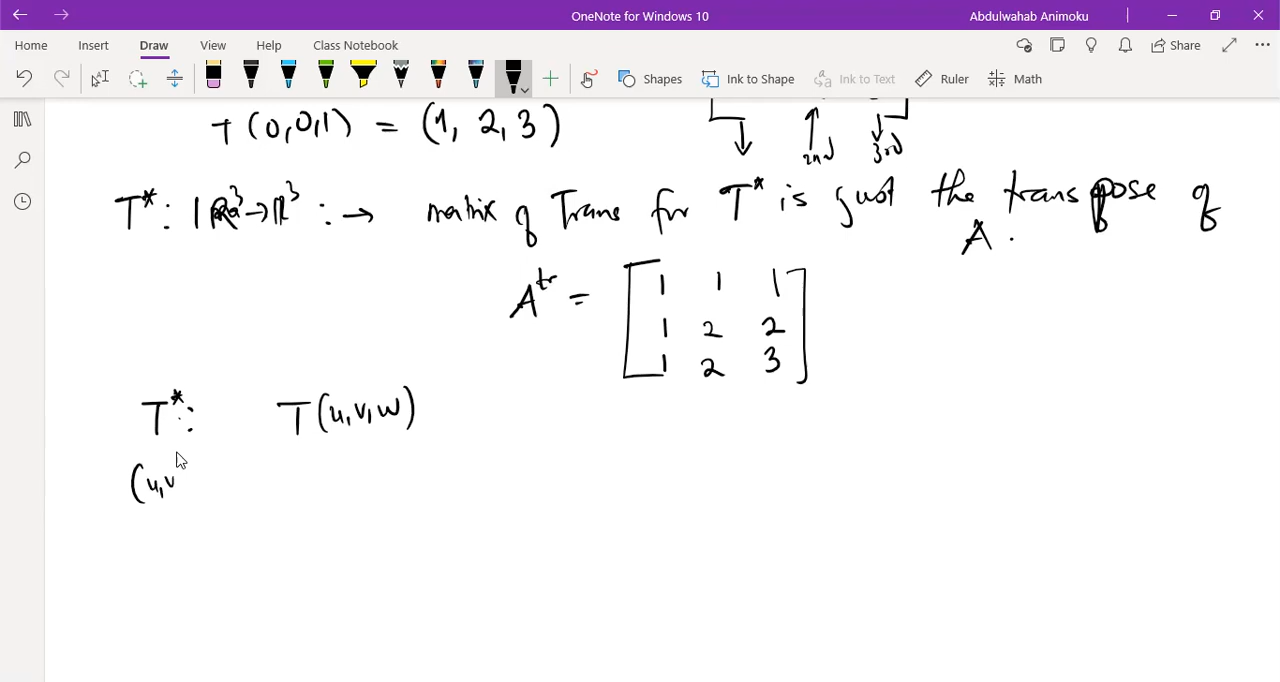 OneNote for Windows 10
Abdulwahab Animoku
Home Insert Draw View Help Class Notebook
Share
Shapes
Ink to Shape
Ink to Text
Ruler
Math
T(0,0,1) = (1, 2, 3)
2nd 3rd
T* : ℝ³→ℝ³ : → matrix of Trans for T* is just the transpose of
A.
A^tr = [1 1 1
1 2 2
1 2 3]
T* : T(u,v,w)
(u,v